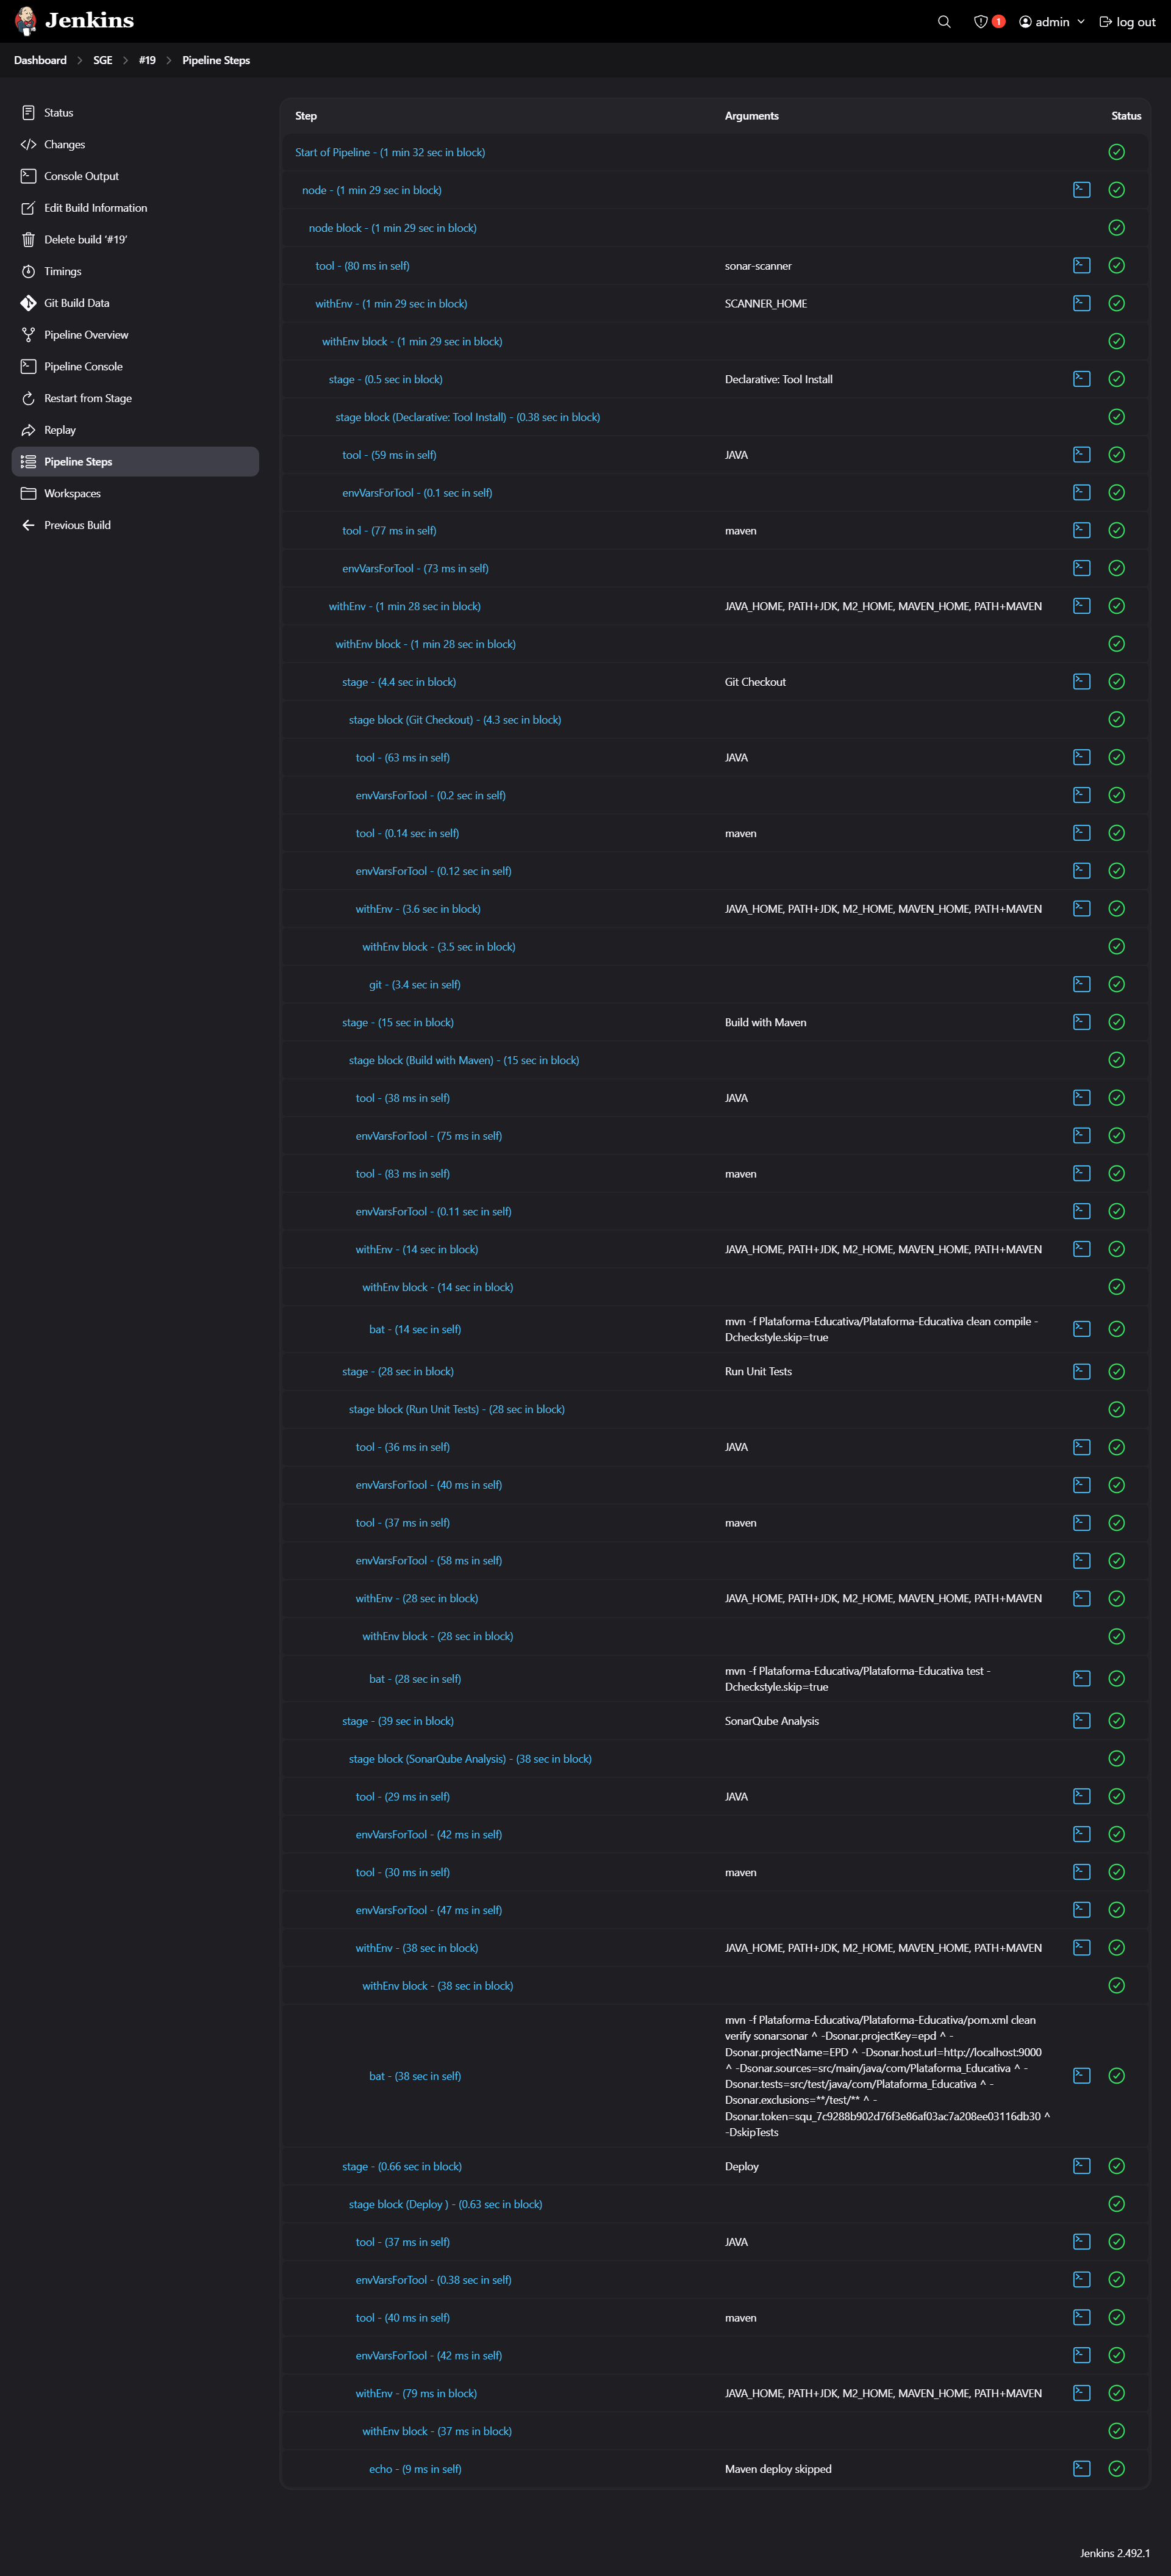 Jenkins
1
admin
log out
Dashboard
SGE
#19
Pipeline Steps
Status
Changes
Console Output
Edit Build Information
Delete build ‘#19’
Timings
Git Build Data
Pipeline Overview
Pipeline Console
Restart from Stage
Replay
Pipeline Steps
Workspaces
Previous Build
Step Arguments Status
Start of Pipeline - (1 min 32 sec in block)
node - (1 min 29 sec in block)
node block - (1 min 29 sec in block)
tool - (80 ms in self) sonar-scanner
withEnv - (1 min 29 sec in block) SCANNER_HOME
withEnv block - (1 min 29 sec in block)
stage - (0.5 sec in block) Declarative: Tool Install
stage block (Declarative: Tool Install) - (0.38 sec in block)
tool - (59 ms in self) JAVA
envVarsForTool - (0.1 sec in self)
tool - (77 ms in self) maven
envVarsForTool - (73 ms in self)
withEnv - (1 min 28 sec in block) JAVA_HOME, PATH+JDK, M2_HOME, MAVEN_HOME, PATH+MAVEN
withEnv block - (1 min 28 sec in block)
stage - (4.4 sec in block) Git Checkout
stage block (Git Checkout) - (4.3 sec in block)
tool - (63 ms in self) JAVA
envVarsForTool - (0.2 sec in self)
tool - (0.14 sec in self) maven
envVarsForTool - (0.12 sec in self)
withEnv - (3.6 sec in block) JAVA_HOME, PATH+JDK, M2_HOME, MAVEN_HOME, PATH+MAVEN
withEnv block - (3.5 sec in block)
git - (3.4 sec in self)
stage - (15 sec in block) Build with Maven
stage block (Build with Maven) - (15 sec in block)
tool - (38 ms in self) JAVA
envVarsForTool - (75 ms in self)
tool - (83 ms in self) maven
envVarsForTool - (0.11 sec in self)
withEnv - (14 sec in block) JAVA_HOME, PATH+JDK, M2_HOME, MAVEN_HOME, PATH+MAVEN
withEnv block - (14 sec in block)
bat - (14 sec in self) mvn -f Plataforma-Educativa/Plataforma-Educativa clean compile -
Dcheckstyle.skip=true
stage - (28 sec in block) Run Unit Tests
stage block (Run Unit Tests) - (28 sec in block)
tool - (36 ms in self) JAVA
envVarsForTool - (40 ms in self)
tool - (37 ms in self) maven
envVarsForTool - (58 ms in self)
withEnv - (28 sec in block) JAVA_HOME, PATH+JDK, M2_HOME, MAVEN_HOME, PATH+MAVEN
withEnv block - (28 sec in block)
bat - (28 sec in self) mvn -f Plataforma-Educativa/Plataforma-Educativa test -
Dcheckstyle.skip=true
stage - (39 sec in block) SonarQube Analysis
stage block (SonarQube Analysis) - (38 sec in block)
tool - (29 ms in self) JAVA
envVarsForTool - (42 ms in self)
tool - (30 ms in self) maven
envVarsForTool - (47 ms in self)
withEnv - (38 sec in block) JAVA_HOME, PATH+JDK, M2_HOME, MAVEN_HOME, PATH+MAVEN
withEnv block - (38 sec in block)
bat - (38 sec in self)
mvn -f Plataforma-Educativa/Plataforma-Educativa/pom.xml clean
verify sonar:sonar ^ -Dsonar.projectKey=epd ^ -
Dsonar.projectName=EPD ^ -Dsonar.host.url=http://localhost:9000
^ -Dsonar.sources=src/main/java/com/Plataforma_Educativa ^ -
Dsonar.tests=src/test/java/com/Plataforma_Educativa ^ -
Dsonar.exclusions=**/test/** ^ -
Dsonar.token=squ_7c9288b902d76f3e86af03ac7a208ee03116db30 ^
-DskipTests
stage - (0.66 sec in block) Deploy
stage block (Deploy ) - (0.63 sec in block)
tool - (37 ms in self) JAVA
envVarsForTool - (0.38 sec in self)
tool - (40 ms in self) maven
envVarsForTool - (42 ms in self)
withEnv - (79 ms in block) JAVA_HOME, PATH+JDK, M2_HOME, MAVEN_HOME, PATH+MAVEN
withEnv block - (37 ms in block)
echo - (9 ms in self) Maven deploy skipped
Jenkins 2.492.1